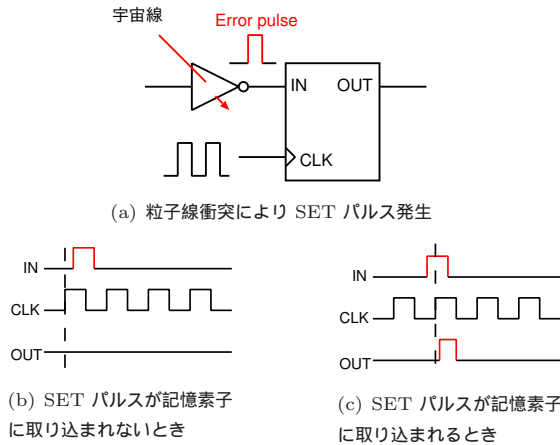 宇宙線
Error pulse
IN OUT
CLK
(a) 粒子線衝突により SET パルス発生
IN
CLK
OUT
(b) SET パルスが記憶素子
に取り込まれないとき
IN
CLK
OUT
(c) SET パルスが記憶素子
に取り込まれるとき